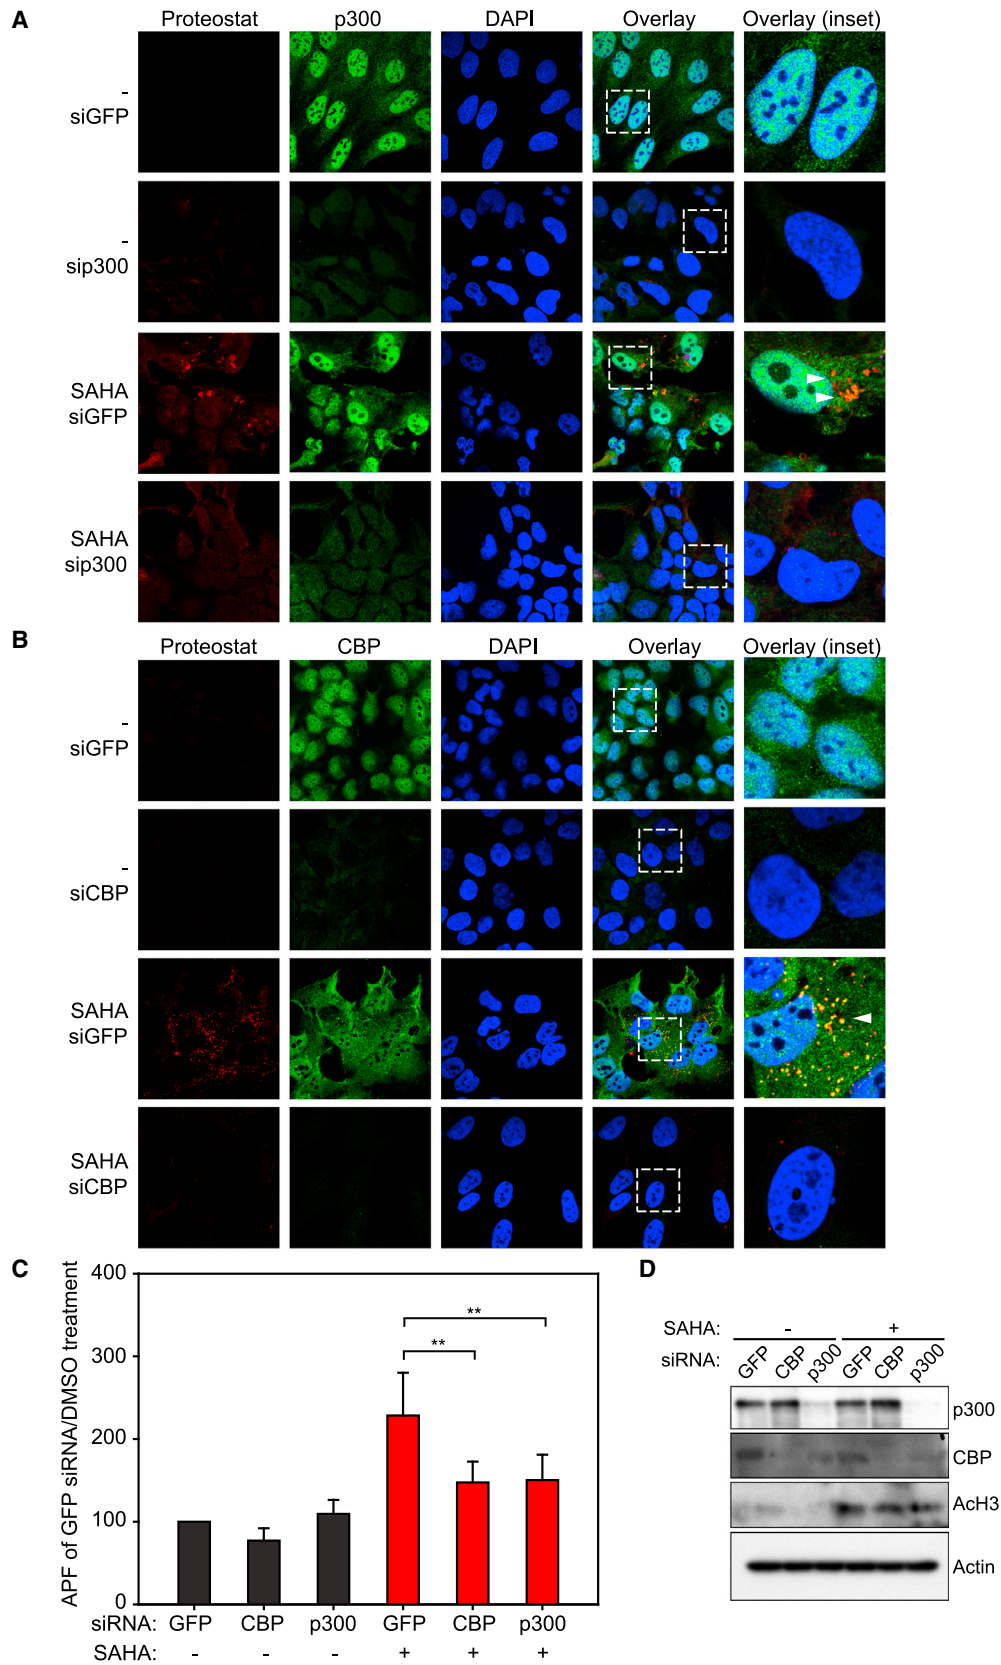 A
Proteostat p300 DAPI Overlay Overlay (inset)
-
siGFP
-
sip300
SAHA
siGFP
SAHA
sip300
B
Proteostat CBP DAPI Overlay Overlay (inset)
-
siGFP
-
siCBP
SAHA
siGFP
SAHA
siCBP
C
APF of GFP siRNA/DMSO treatment
400
300
200
100
0
**
**
siRNA: GFP CBP p300 GFP CBP p300
SAHA: - - - + + +
D
SAHA: - +
siRNA: GFP CBP p300 GFP CBP p300
p300
CBP
AcH3
Actin